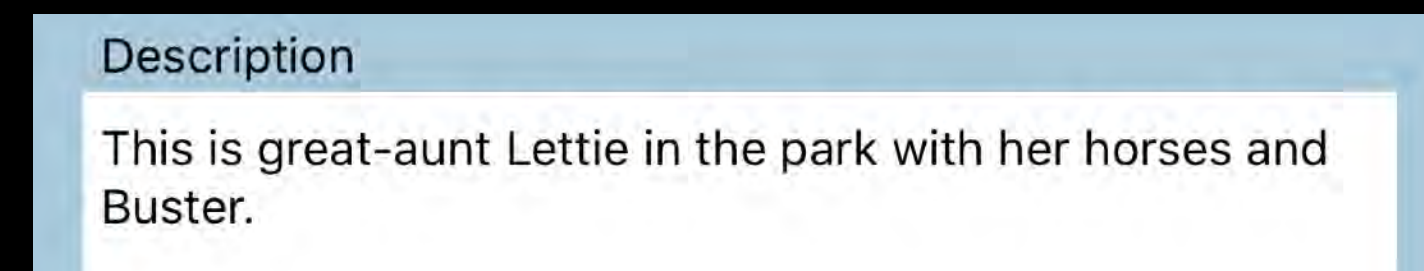 Description
This is great-aunt Lettie in the park with her horses and
Buster.